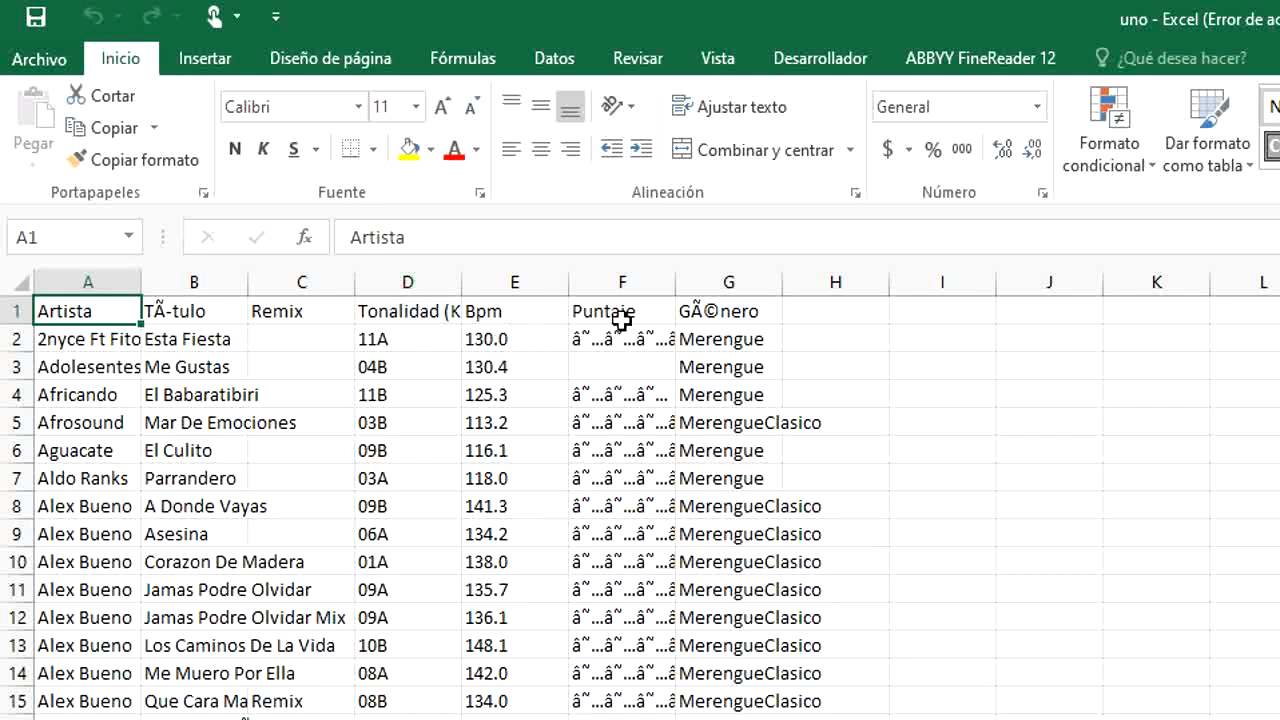 uno - Excel (Error de ac
Archivo Inicio Insertar Diseño de página Fórmulas Datos Revisar Vista Desarrollador ABBYY FineReader 12 ¿Qué desea hacer?
Pegar Cortar Copiar Copiar formato
Portapapeles
Calibri 11
N K S
Fuente
Ajustar texto
Combinar y centrar
Alineación
General
$ % 000
Número
Formato condicional
Dar formato como tabla
A1 fx Artista
A B C D E F G H I J K L
1 Artista TÃ-tulo Remix Tonalidad (K Bpm Puntaje GÃ©nero
2 2nyce Ft Fito Esta Fiesta 11A 130.0 â˜…â˜…â˜…â Merengue
3 Adolesentes Me Gustas 04B 130.4 Merengue
4 Africando El Babaratibiri 11B 125.3 â˜…â˜…â˜… Merengue
5 Afrosound Mar De Emociones 03B 113.2 â˜…â˜…â˜…â MerengueClasico
6 Aguacate El Culito 09B 116.1 â˜…â˜…â˜…â Merengue
7 Aldo Ranks Parrandero 03A 118.0 â˜…â˜…â˜…â Merengue
8 Alex Bueno A Donde Vayas 09B 141.3 â˜…â˜…â˜…â MerengueClasico
9 Alex Bueno Asesina 06A 134.2 â˜…â˜…â˜…â MerengueClasico
10 Alex Bueno Corazon De Madera 01A 138.0 â˜…â˜…â˜…â MerengueClasico
11 Alex Bueno Jamas Podre Olvidar 09A 135.7 â˜…â˜…â˜…â MerengueClasico
12 Alex Bueno Jamas Podre Olvidar Mix 09A 136.1 â˜…â˜…â˜…â MerengueClasico
13 Alex Bueno Los Caminos De La Vida 10B 148.1 â˜…â˜…â˜…â MerengueClasico
14 Alex Bueno Me Muero Por Ella 08A 142.0 â˜…â˜…â˜…â MerengueClasico
15 Alex Bueno Que Cara Ma Remix 08B 134.0 â˜…â˜…â˜…â MerengueClasico